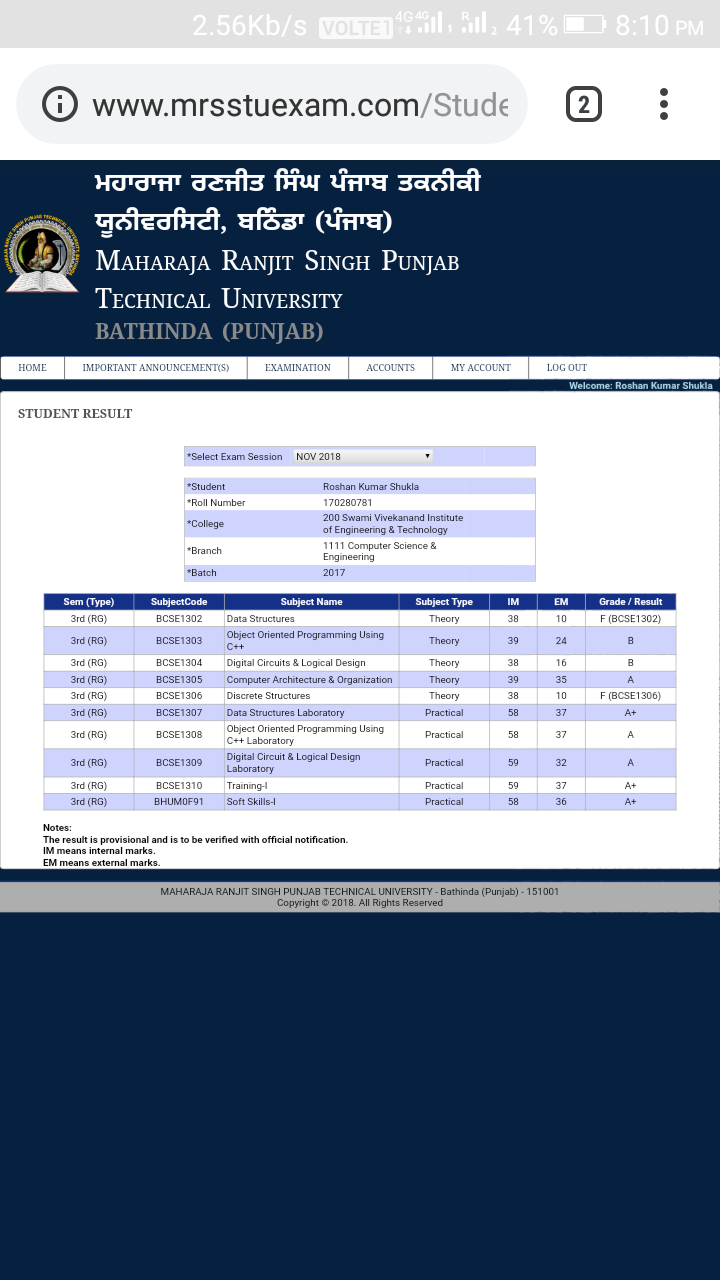 2.56Kb/s VOLTE1 4G 4G 1 R 2 41% 8:10 PM
www.mrsstuexam.com/Stude
2
ਮਹਾਰਾਜਾ ਰਣਜੀਤ ਸਿੰਘ ਪੰਜਾਬ ਤਕਨੀਕੀ
ਯੂਨੀਵਰਸਿਟੀ, ਬਠਿੰਡਾ (ਪੰਜਾਬ)
MAHARAJA RANJIT SINGH PUNJAB
TECHNICAL UNIVERSITY
BATHINDA (PUNJAB)
HOME IMPORTANT ANNOUNCEMENT(S) EXAMINATION ACCOUNTS MY ACCOUNT LOG OUT
Welcome: Roshan Kumar Shukla
STUDENT RESULT
*Select Exam Session NOV 2018
*Student Roshan Kumar Shukla
*Roll Number 170280781
*College 200 Swami Vivekanand Institute
of Engineering & Technology
*Branch 1111 Computer Science &
Engineering
*Batch 2017
Sem (Type) SubjectCode Subject Name Subject Type IM EM Grade / Result
3rd (RG) BCSE1302 Data Structures Theory 38 10 F (BCSE1302)
3rd (RG) BCSE1303 Object Oriented Programming Using
C++ Theory 39 24 B
3rd (RG) BCSE1304 Digital Circuits & Logical Design Theory 38 16 B
3rd (RG) BCSE1305 Computer Architecture & Organization Theory 39 35 A
3rd (RG) BCSE1306 Discrete Structures Theory 38 10 F (BCSE1306)
3rd (RG) BCSE1307 Data Structures Laboratory Practical 58 37 A+
3rd (RG) BCSE1308 Object Oriented Programming Using
C++ Laboratory Practical 58 37 A
3rd (RG) BCSE1309 Digital Circuit & Logical Design
Laboratory Practical 59 32 A
3rd (RG) BCSE1310 Training-I Practical 59 37 A+
3rd (RG) BHUM0F91 Soft Skills-I Practical 58 36 A+
Notes:
The result is provisional and is to be verified with official notification.
IM means internal marks.
EM means external marks.
MAHARAJA RANJIT SINGH PUNJAB TECHNICAL UNIVERSITY - Bathinda (Punjab) - 151001
Copyright © 2018. All Rights Reserved